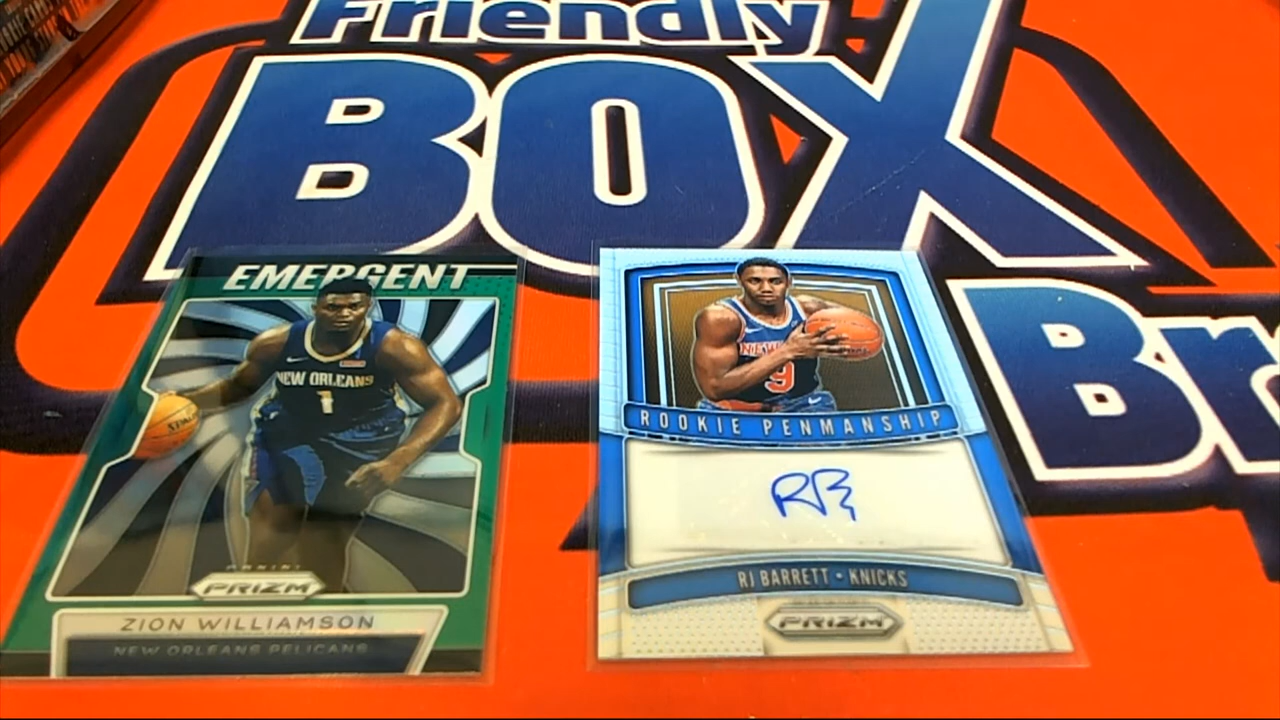 Friendly
BOX
Br
EMERGENT
NEW ORLEANS
1
PANINI
PRIZM
ZION WILLIAMSON
NEW ORLEANS PELICANS
NEW
9
ROOKIE PENMANSHIP
RJB
RJ BARRETT • KNICKS
PRIZM